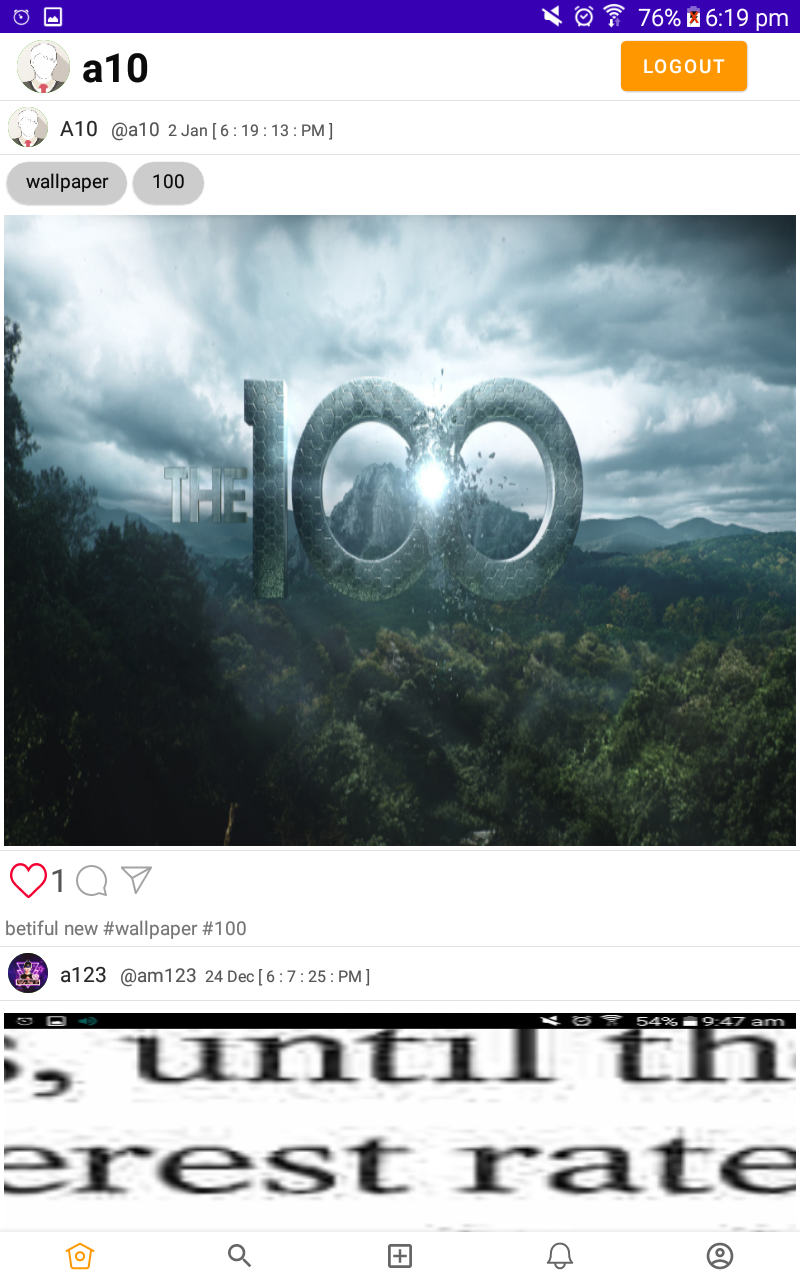 76% 6:19 pm
a10 LOGOUT
A10 @a10 2 Jan [ 6 : 19 : 13 : PM ]
wallpaper 100
THE 100
1
betiful new #wallpaper #100
a123 @am123 24 Dec [ 6 : 7 : 25 : PM ]
54% 9:47 am
, until th
erest rate